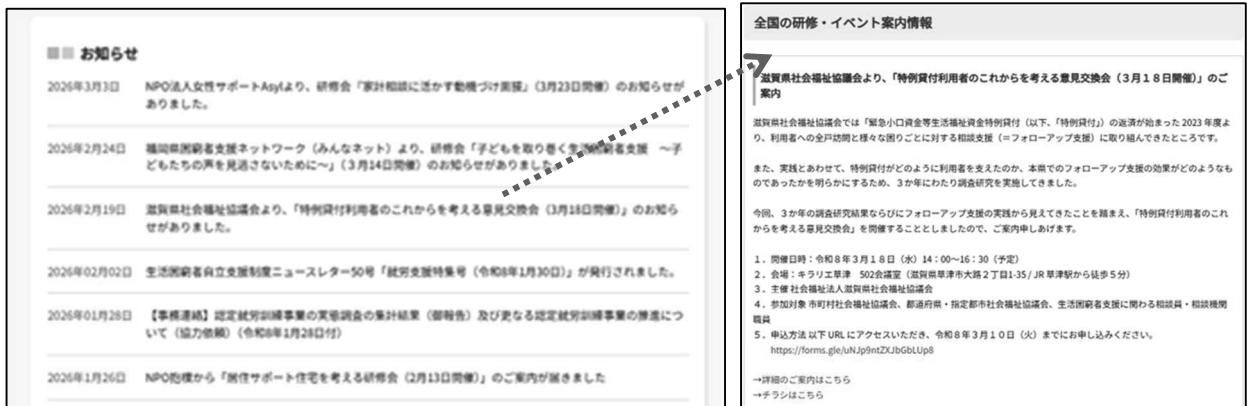 お知らせ
2026年3月3日 NPO法人女性サポートAsylより、研修会「家計相談に活かす動機づけ面接」（3月23日開催）のお知らせが
ありました。
2026年2月24日 福岡県困窮者支援ネットワーク（みんなネット）より、研修会「子どもを取り巻く生活困窮者支援　～子
どもたちの声を見逃さないために～」（３月14日開催）のお知らせがありました。
2026年2月19日 滋賀県社会福祉協議会より、「特例貸付利用者のこれからを考える意見交換会（3月18日開催）」のお知ら
せがありました。
2026年02月02日 生活困窮者自立支援制度ニュースレター50号「就労支援特集号（令和8年1月30日）」が発行されました。
2026年01月28日 【事務連絡】認定就労訓練事業の実態調査の集計結果（御報告）及び更なる認定就労訓練事業の推進につ
いて（協力依頼）（令和8年1月28日付）
2026年1月26日 NPO抱樸から「居住サポート住宅を考える研修会（2月13日開催）」のご案内が届きました
全国の研修・イベント案内情報
滋賀県社会福祉協議会より、「特例貸付利用者のこれからを考える意見交換会（３月１８日開催）」のご
案内
滋賀県社会福祉協議会では「緊急小口資金等生活福祉資金特例貸付（以下、「特例貸付」）の返済が始まった 2023 年度よ
り、利用者への全戸訪問と様々な困りごとに対する相談支援（＝フォローアップ支援）に取り組んできたところです。
また、実践とあわせて、特例貸付がどのように利用者を支えたのか、本県でのフォローアップ支援の効果がどのようなも
のであったかを明らかにするため、３か年にわたり調査研究を実施してきました。
今回、３か年の調査研究結果ならびにフォローアップ支援の実践から見えてきたことを踏まえ、「特例貸付利用者のこれ
からを考える意見交換会」を開催することとしましたので、ご案内申しあげます。
１．開催日時：令和８年３月１８日（水）14：00～16：30（予定）
２．会場：キラリエ草津　502会議室（滋賀県草津市大路２丁目1-35 / JR 草津駅から徒歩５分）
３．主催 社会福祉法人滋賀県社会福祉協議会
４．参加対象 市町村社会福祉協議会、都道府県・指定都市社会福祉協議会、生活困窮者支援に関わる相談員・相談機関
職員
５．申込方法 以下 URL にアクセスいただき、令和８年３月１０日（火）までにお申し込みください。
https://forms.gle/uNJp9ntZXJbGbLUp8
→詳細のご案内はこちら
→チラシはこちら